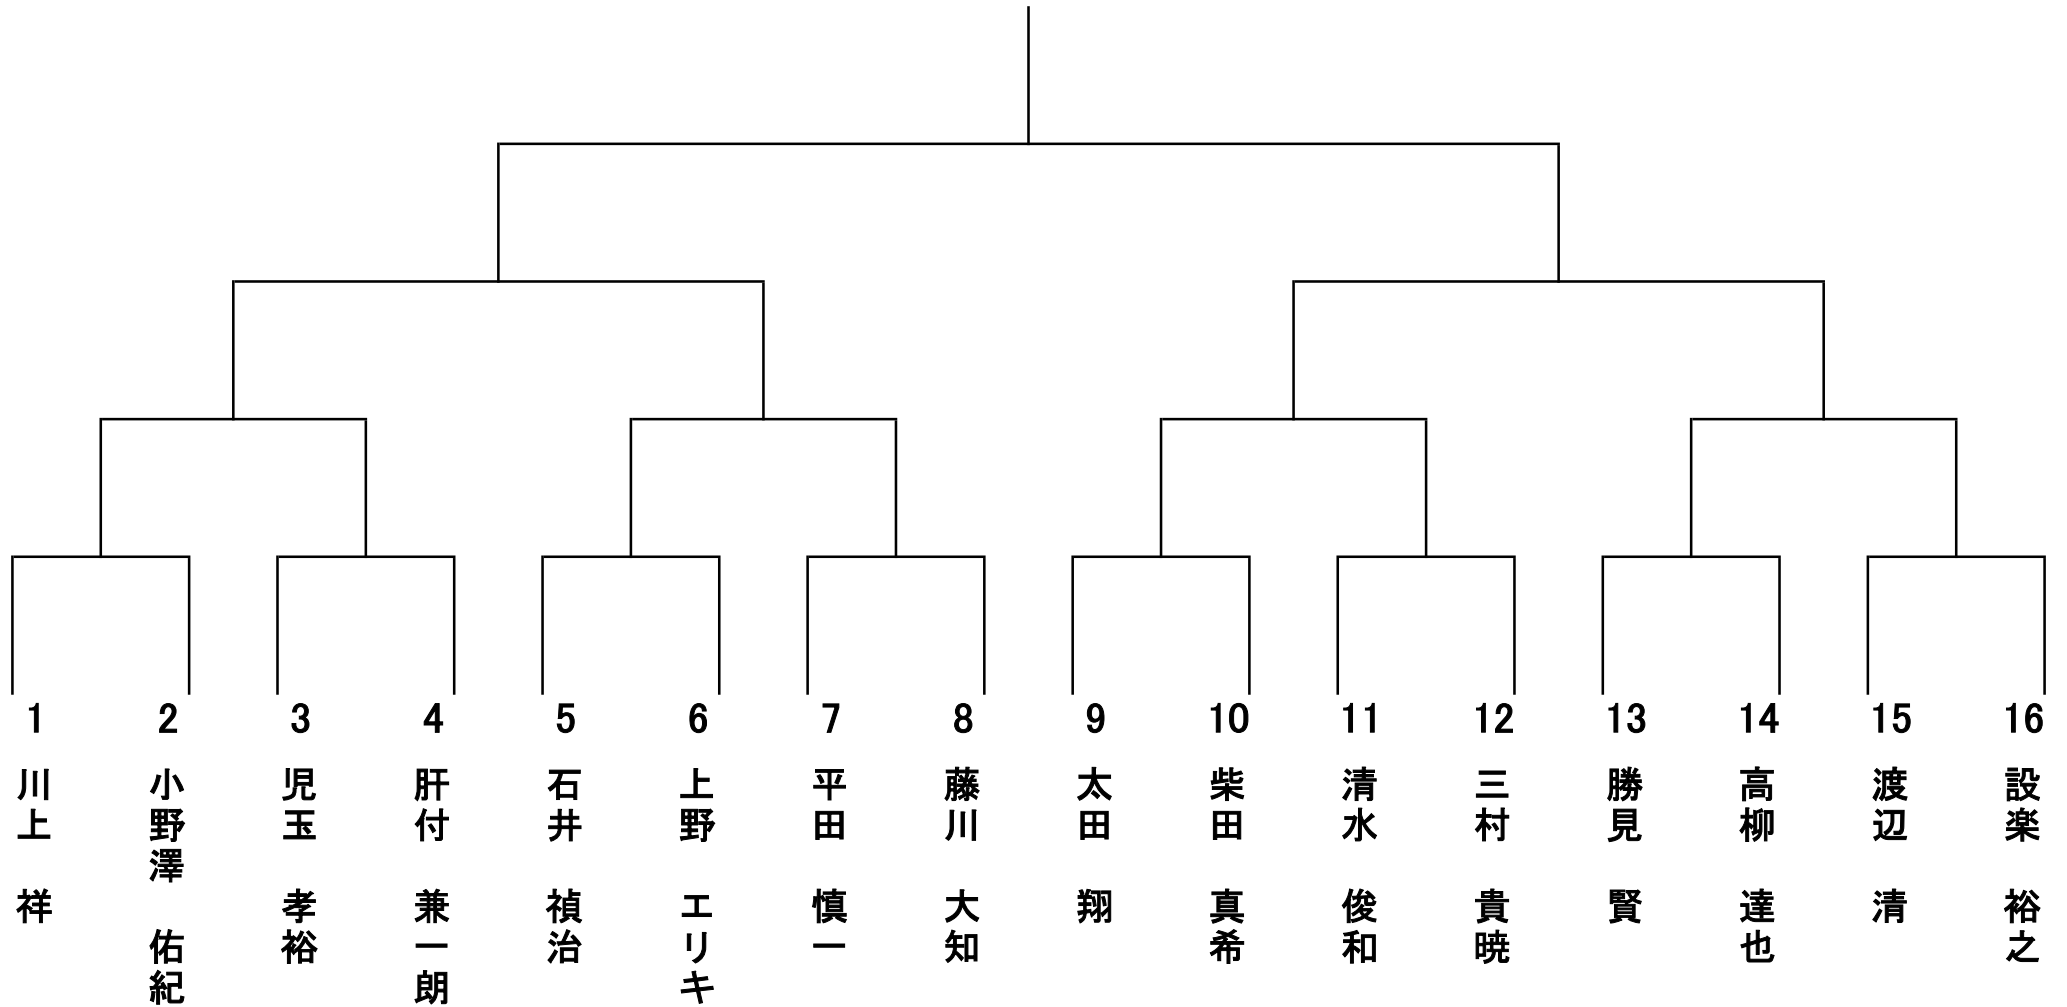 1 川上 祥
2 小野澤 佑紀
3 児玉 孝裕
4 肝付 兼一朗
5 石井 禎治
6 上野 エリキ
7 平田 慎一
8 藤川 大知
9 太田 翔
10 柴田 真希
11 清水 俊和
12 三村 貴暁
13 勝見 賢
14 高柳 達也
15 渡辺 清
16 設楽 裕之